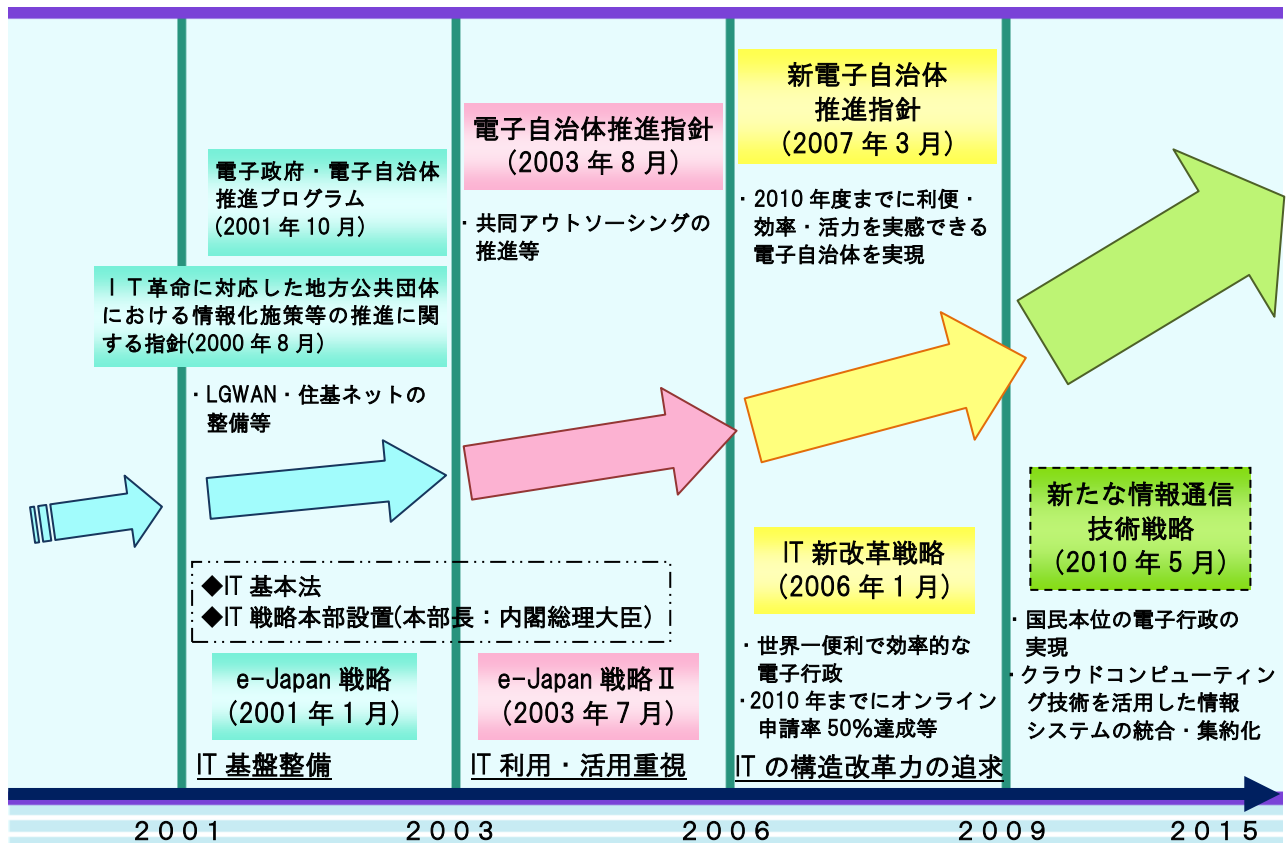 電子政府・電子自治体
推進プログラム
(2001年10月)
ＩＴ革命に対応した地方公共団体
における情報化施策等の推進に関
する指針(2000年8月)
・LGWAN・住基ネットの
整備等
電子自治体推進指針
(2003年8月)
・共同アウトソーシングの
推進等
新電子自治体
推進指針
(2007年3月)
・2010年度までに利便・
効率・活力を実感できる
電子自治体を実現
◆IT基本法
◆IT戦略本部設置(本部長：内閣総理大臣)
e-Japan戦略
(2001年1月)
IT基盤整備
e-Japan戦略Ⅱ
(2003年7月)
IT利用・活用重視
IT新改革戦略
(2006年1月)
・世界一便利で効率的な
電子行政
・2010年までにオンライン
申請率50%達成等
ITの構造改革力の追求
新たな情報通信
技術戦略
(2010年5月)
・国民本位の電子行政の
実現
・クラウドコンピューティン
グ技術を活用した情報
システムの統合・集約化
２００１
２００３
２００６
２００９
２０１５